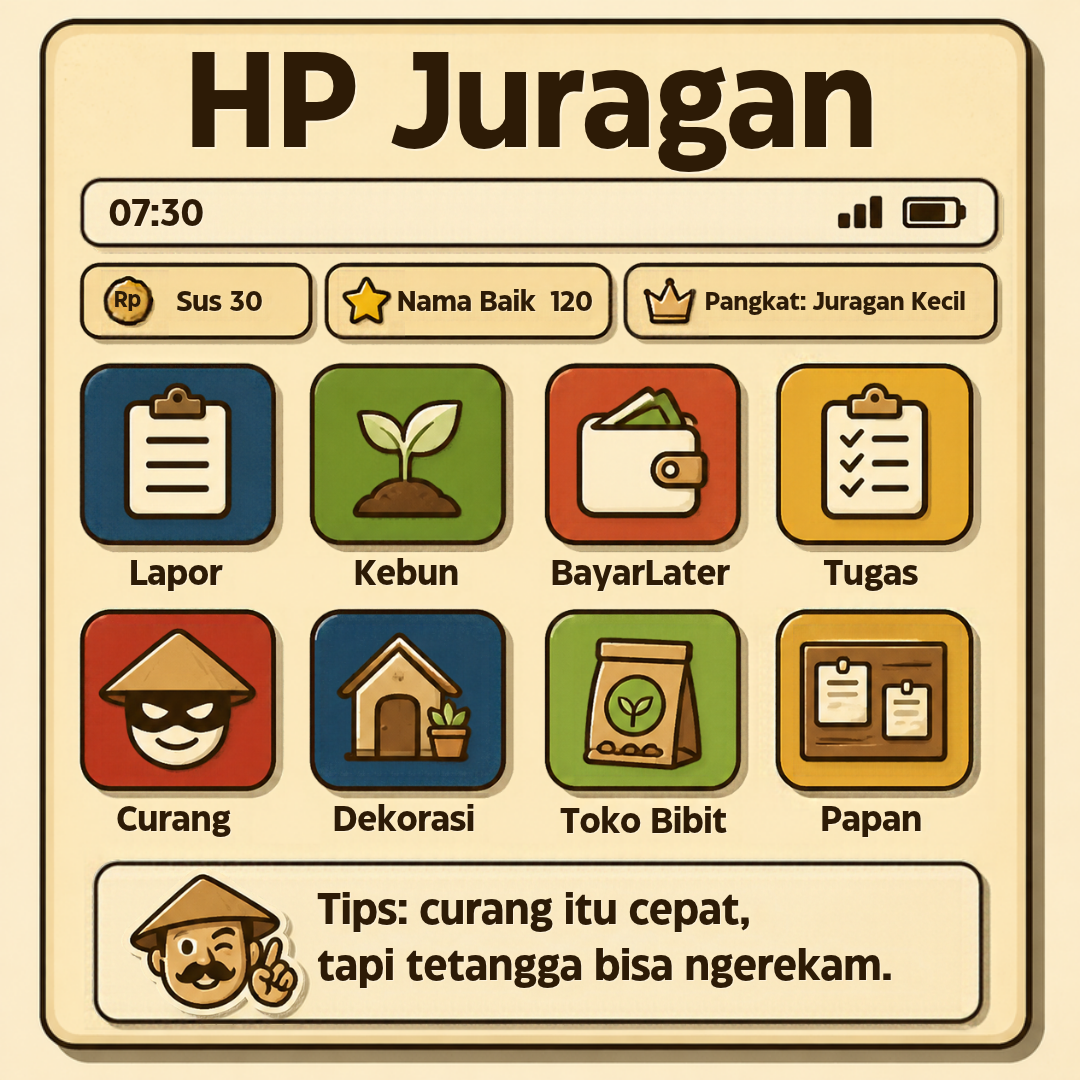 HP Juragan
07:30
Rp Sus 30
Nama Baik 120
Pangkat: Juragan Kecil
Lapor
Kebun
BayarLater
Tugas
Curang
Dekorasi
Toko Bibit
Papan
Tips: curang itu cepat,
tapi tetangga bisa ngerekam.